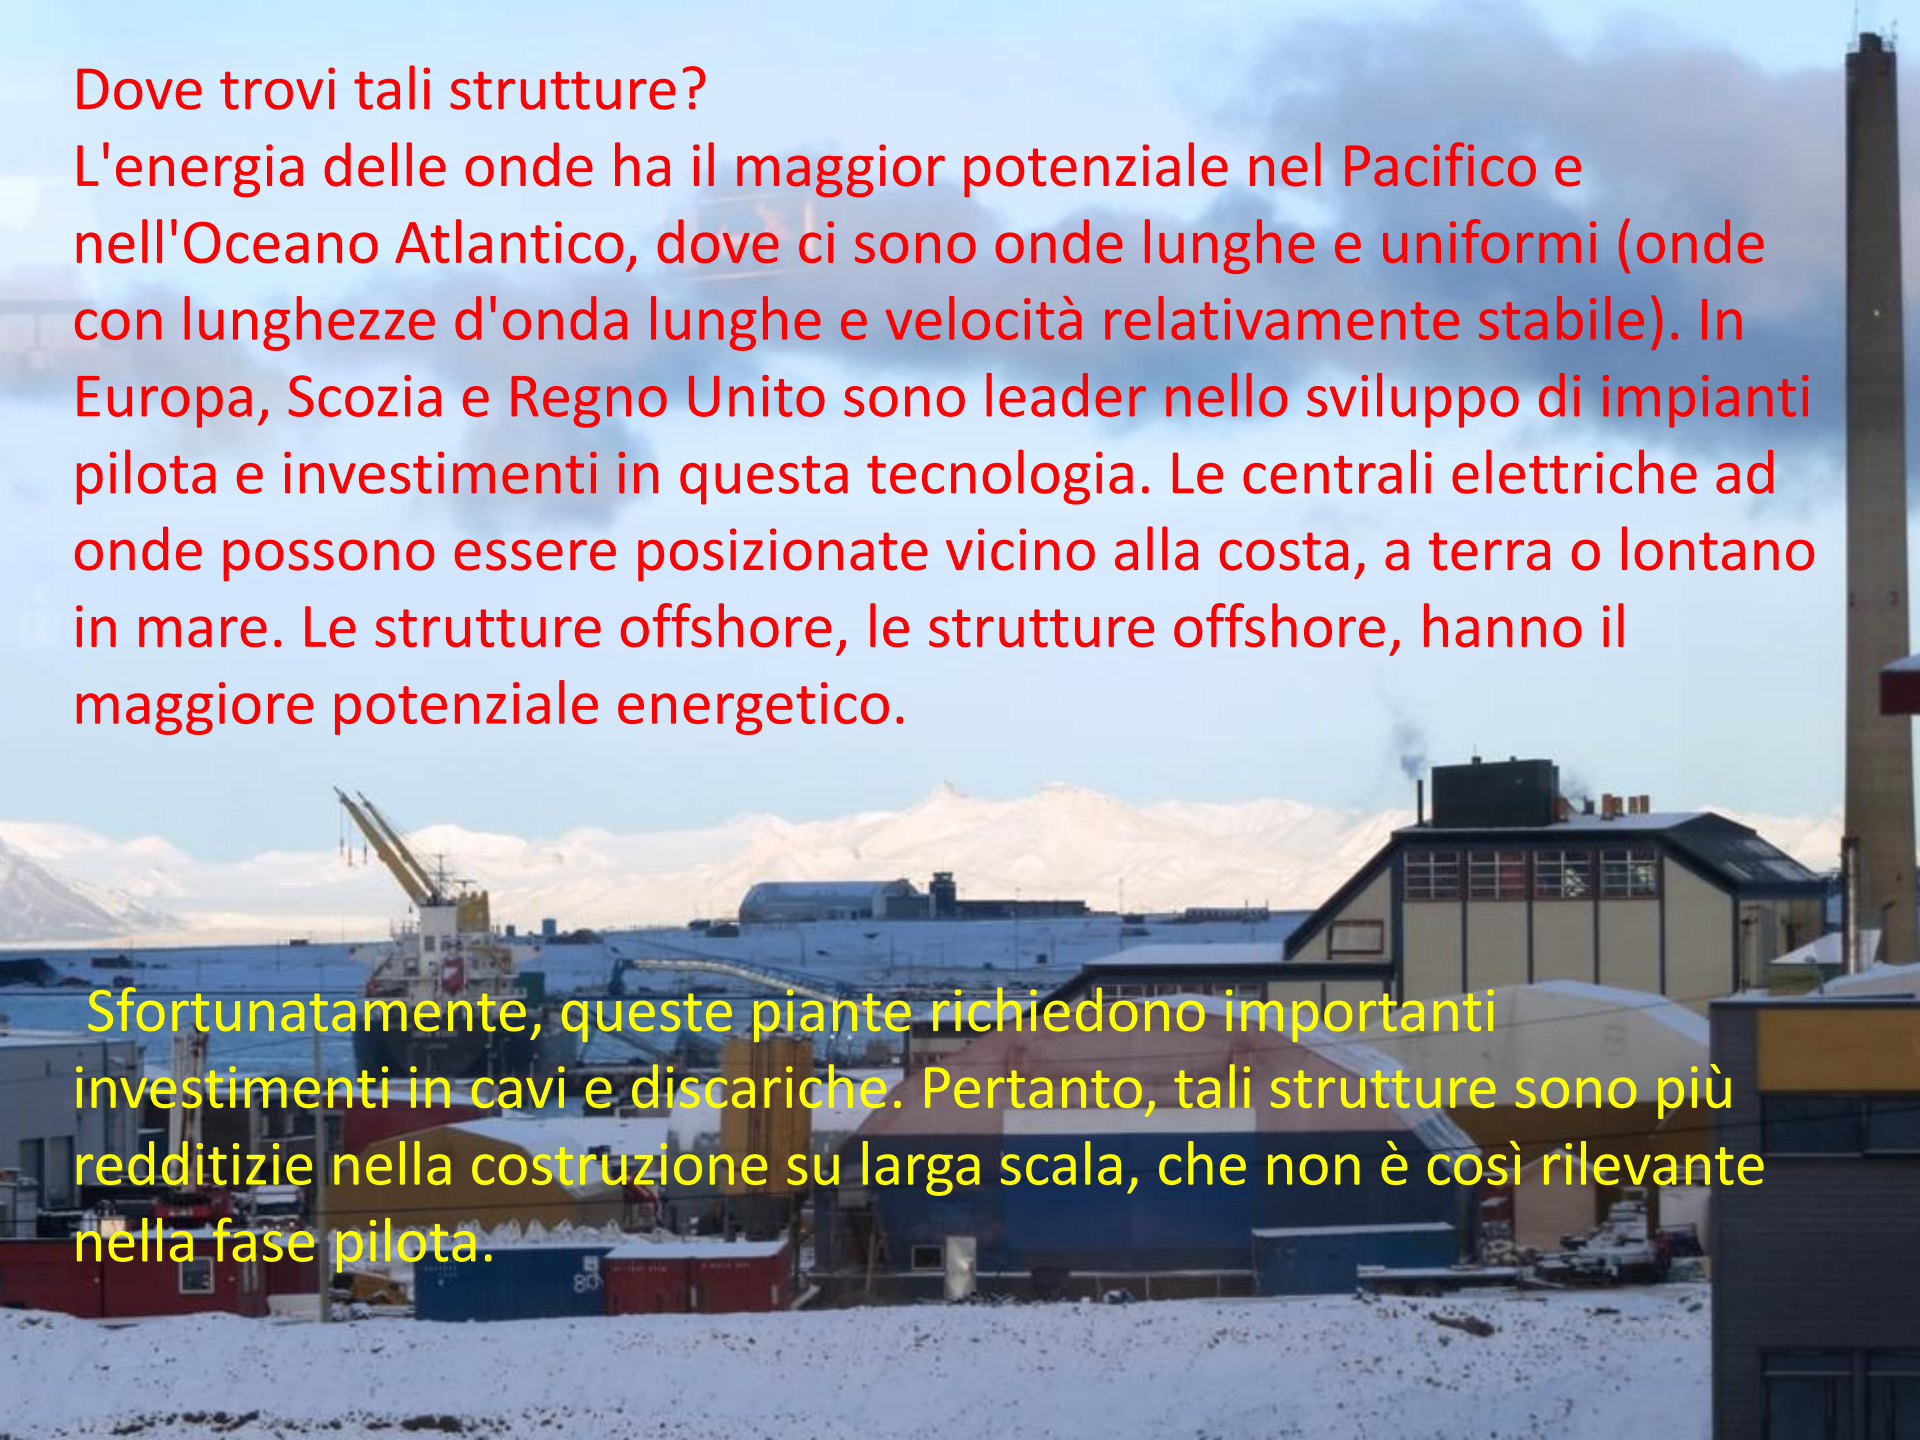 Dove trovi tali strutture?
L'energia delle onde ha il maggior potenziale nel Pacifico e
nell'Oceano Atlantico, dove ci sono onde lunghe e uniformi (onde
con lunghezze d'onda lunghe e velocità relativamente stabile). In
Europa, Scozia e Regno Unito sono leader nello sviluppo di impianti
pilota e investimenti in questa tecnologia. Le centrali elettriche ad
onde possono essere posizionate vicino alla costa, a terra o lontano
in mare. Le strutture offshore, le strutture offshore, hanno il
maggiore potenziale energetico.
Sfortunatamente, queste piante richiedono importanti
investimenti in cavi e discariche. Pertanto, tali strutture sono più
redditizie nella costruzione su larga scala, che non è così rilevante
nella fase pilota.
80